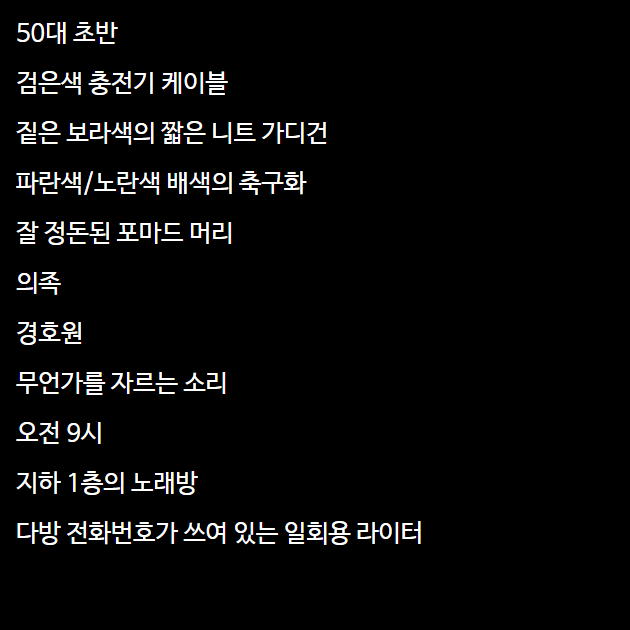 50대 초반
검은색 충전기 케이블
짙은 보라색의 짧은 니트 가디건
파란색/노란색 배색의 축구화
잘 정돈된 포마드 머리
의족
경호원
무언가를 자르는 소리
오전 9시
지하 1층의 노래방
다방 전화번호가 쓰여 있는 일회용 라이터